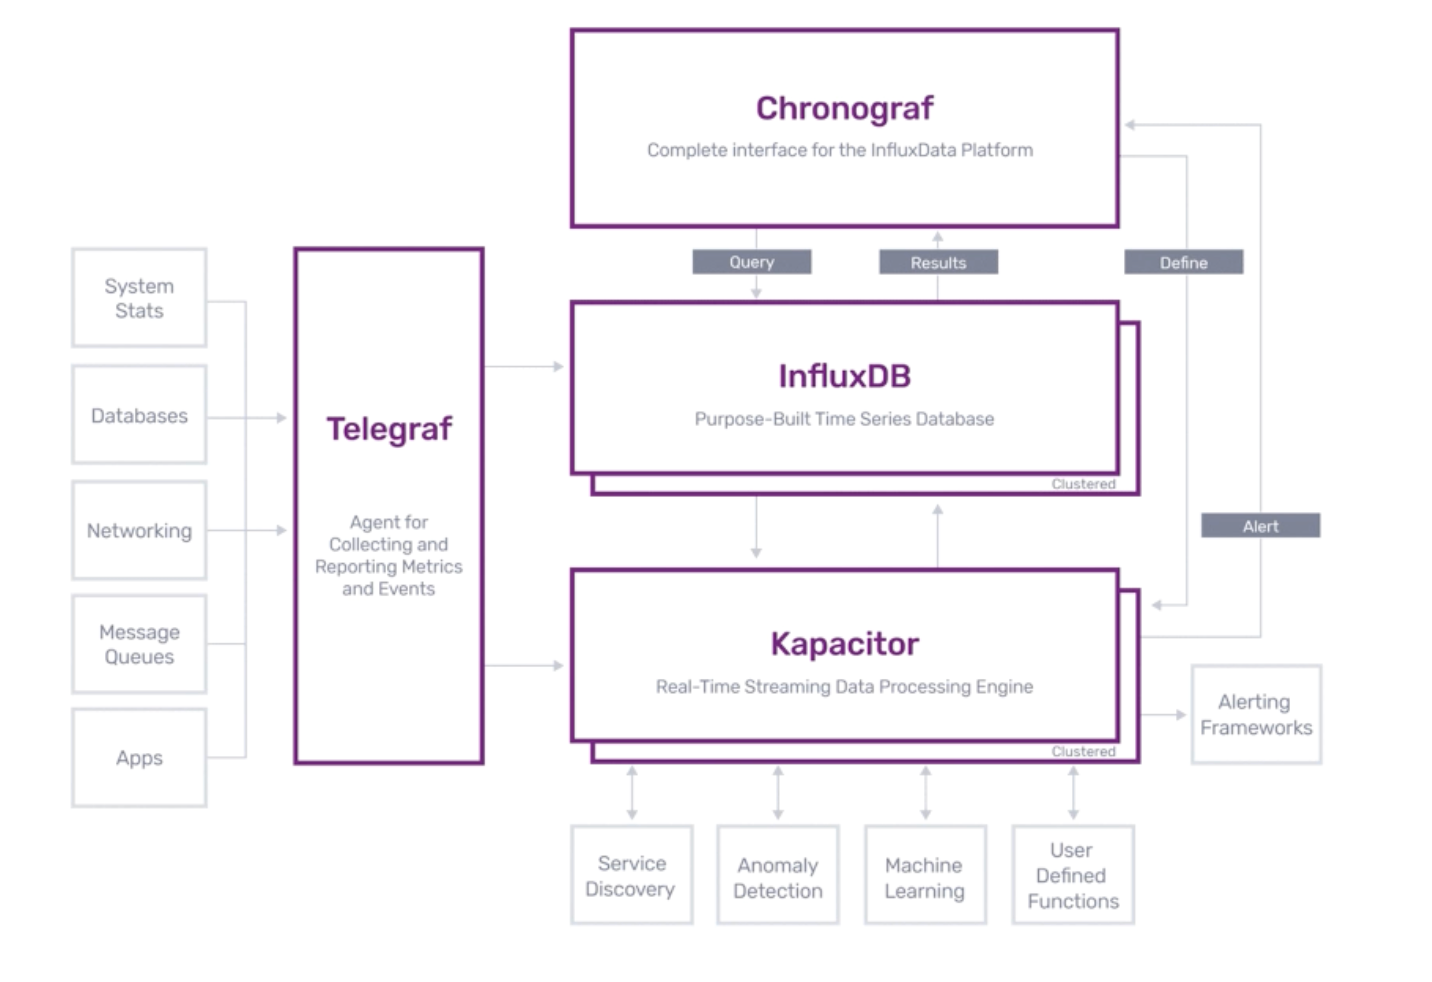 Chronograf
Complete interface for the InfluxData Platform
Query
Results
Define
System
Stats
Databases
Networking
Message
Queues
Apps
Telegraf
Agent for
Collecting and
Reporting Metrics
and Events
InfluxDB
Purpose-Built Time Series Database
Clustered
Alert
Kapacitor
Real-Time Streaming Data Processing Engine
Clustered
Alerting
Frameworks
Service
Discovery
Anomaly
Detection
Machine
Learning
User
Defined
Functions